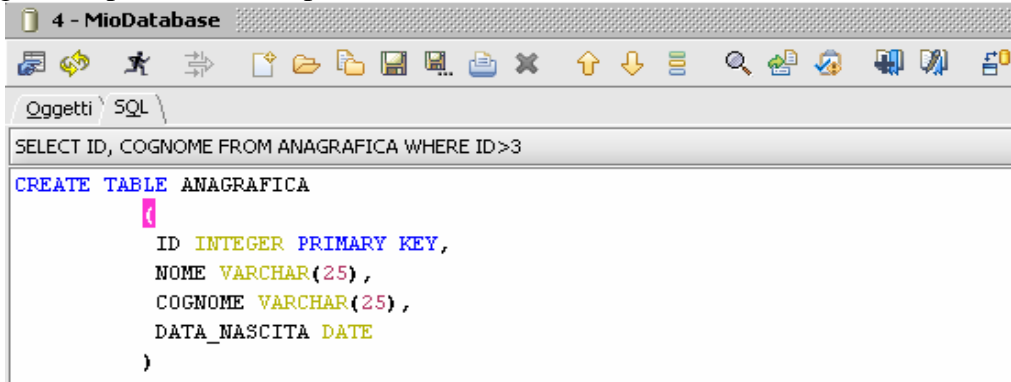 4 - MioDatabase
Oggetti SQL
SELECT ID, COGNOME FROM ANAGRAFICA WHERE ID>3
CREATE TABLE ANAGRAFICA
(
ID INTEGER PRIMARY KEY,
NOME VARCHAR(25),
COGNOME VARCHAR(25),
DATA_NASCITA DATE
)